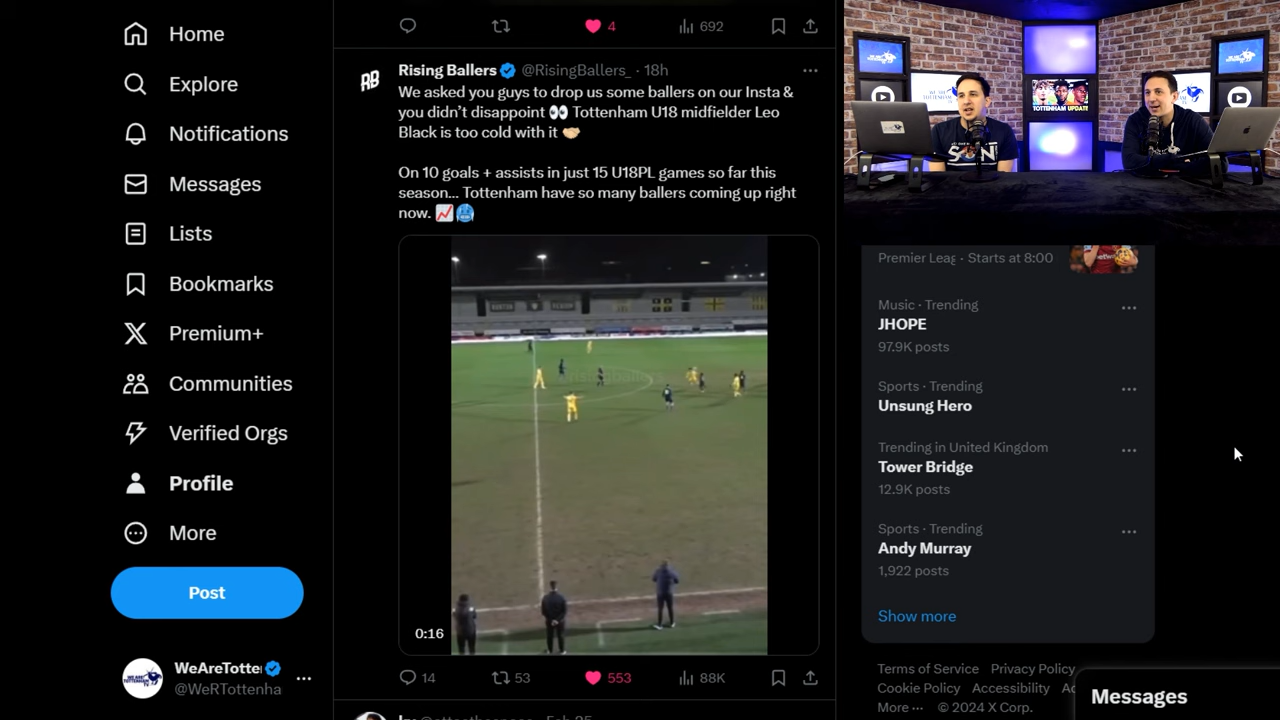 Home
Explore
Notifications
Messages
Lists
Bookmarks
Premium+
Communities
Verified Orgs
Profile
More
Post
WeAreTotte
@WeRTottenha
4
692
Rising Ballers @RisingBallers_ · 18h
We asked you guys to drop us some ballers on our Insta &
you didn't disappoint 👀 Tottenham U18 midfielder Leo
Black is too cold with it 🤝🏻
On 10 goals + assists in just 15 U18PL games so far this
season... Tottenham have so many ballers coming up right
now. 📈🥶
0:16
14
53
553
88K
TOTTENHAM UPDATE
Premier Leag · Starts at 8:00
Music · Trending
JHOPE
97.9K posts
Sports · Trending
Unsung Hero
Trending in United Kingdom
Tower Bridge
12.9K posts
Sports · Trending
Andy Murray
1,922 posts
Show more
Terms of Service Privacy Policy
Cookie Policy Accessibility
More ··· © 2024 X Corp.
Messages